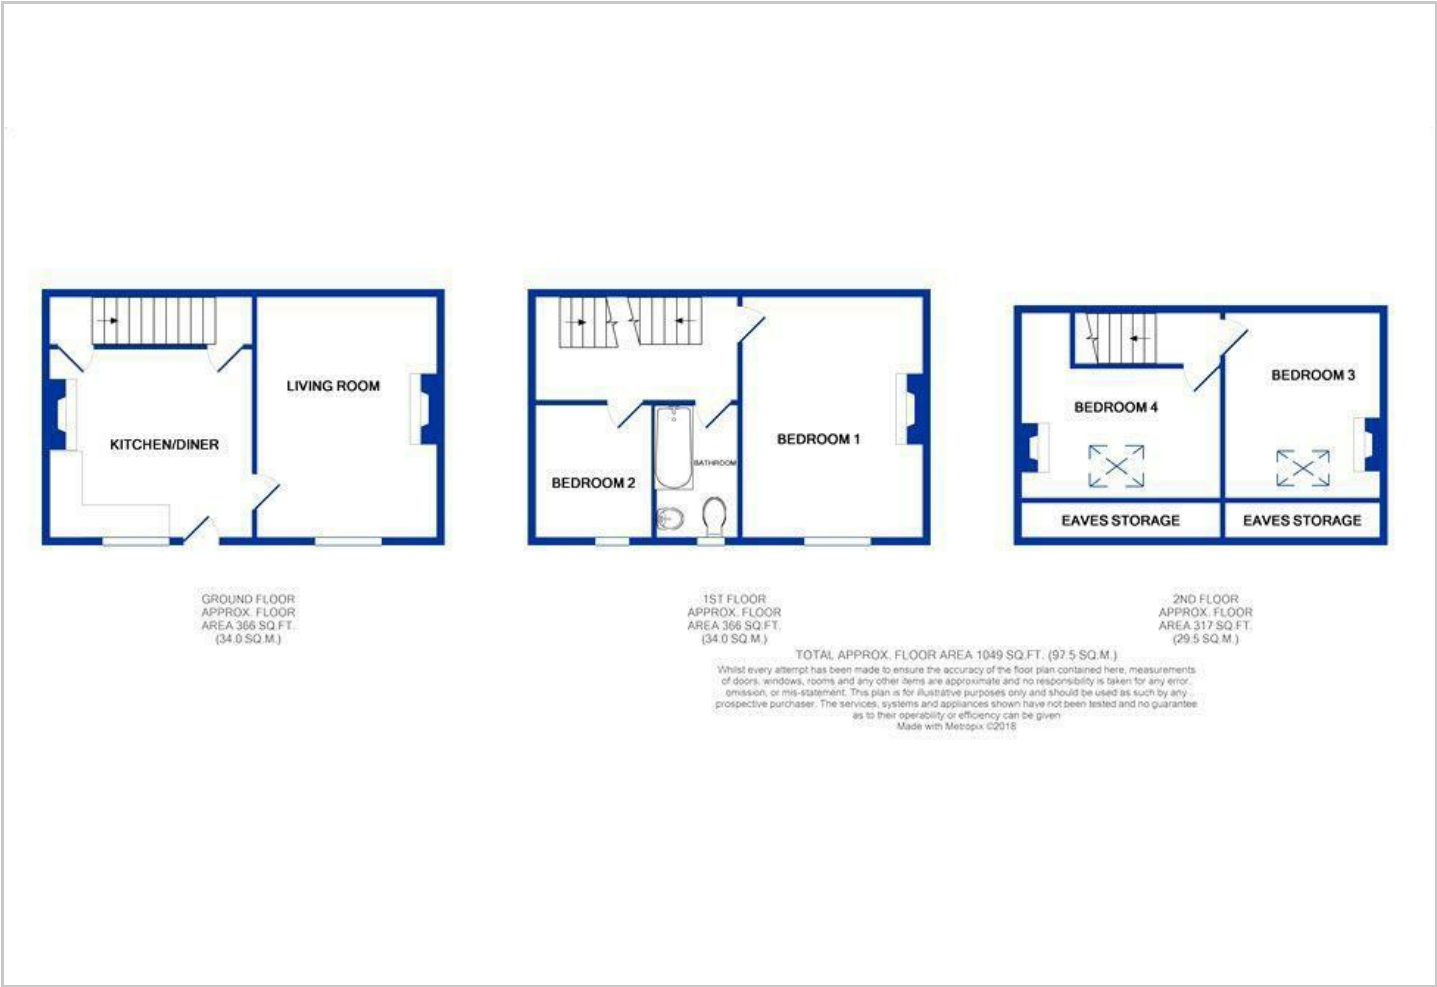 LIVING ROOM
KITCHEN/DINER
BEDROOM 1
BATHROOM
BEDROOM 2
BEDROOM 3
BEDROOM 4
EAVES STORAGE
EAVES STORAGE
GROUND FLOOR
APPROX. FLOOR
AREA 366 SQ.FT.
(34.0 SQ.M.)
1ST FLOOR
APPROX. FLOOR
AREA 366 SQ.FT.
(34.0 SQ.M.)
2ND FLOOR
APPROX. FLOOR
AREA 317 SQ.FT.
(29.5 SQ.M.)
TOTAL APPROX. FLOOR AREA 1049 SQ.FT. (97.5 SQ.M.)
Whilst every attempt has been made to ensure the accuracy of the floor plan contained here, measurements
of doors, windows, rooms and any other items are approximate and no responsibility is taken for any error,
omission, or mis-statement. This plan is for illustrative purposes only and should be used as such by any
prospective purchaser. The services, systems and appliances shown have not been tested and no guarantee
as to their operability or efficiency can be given
Made with Metropix ©2018